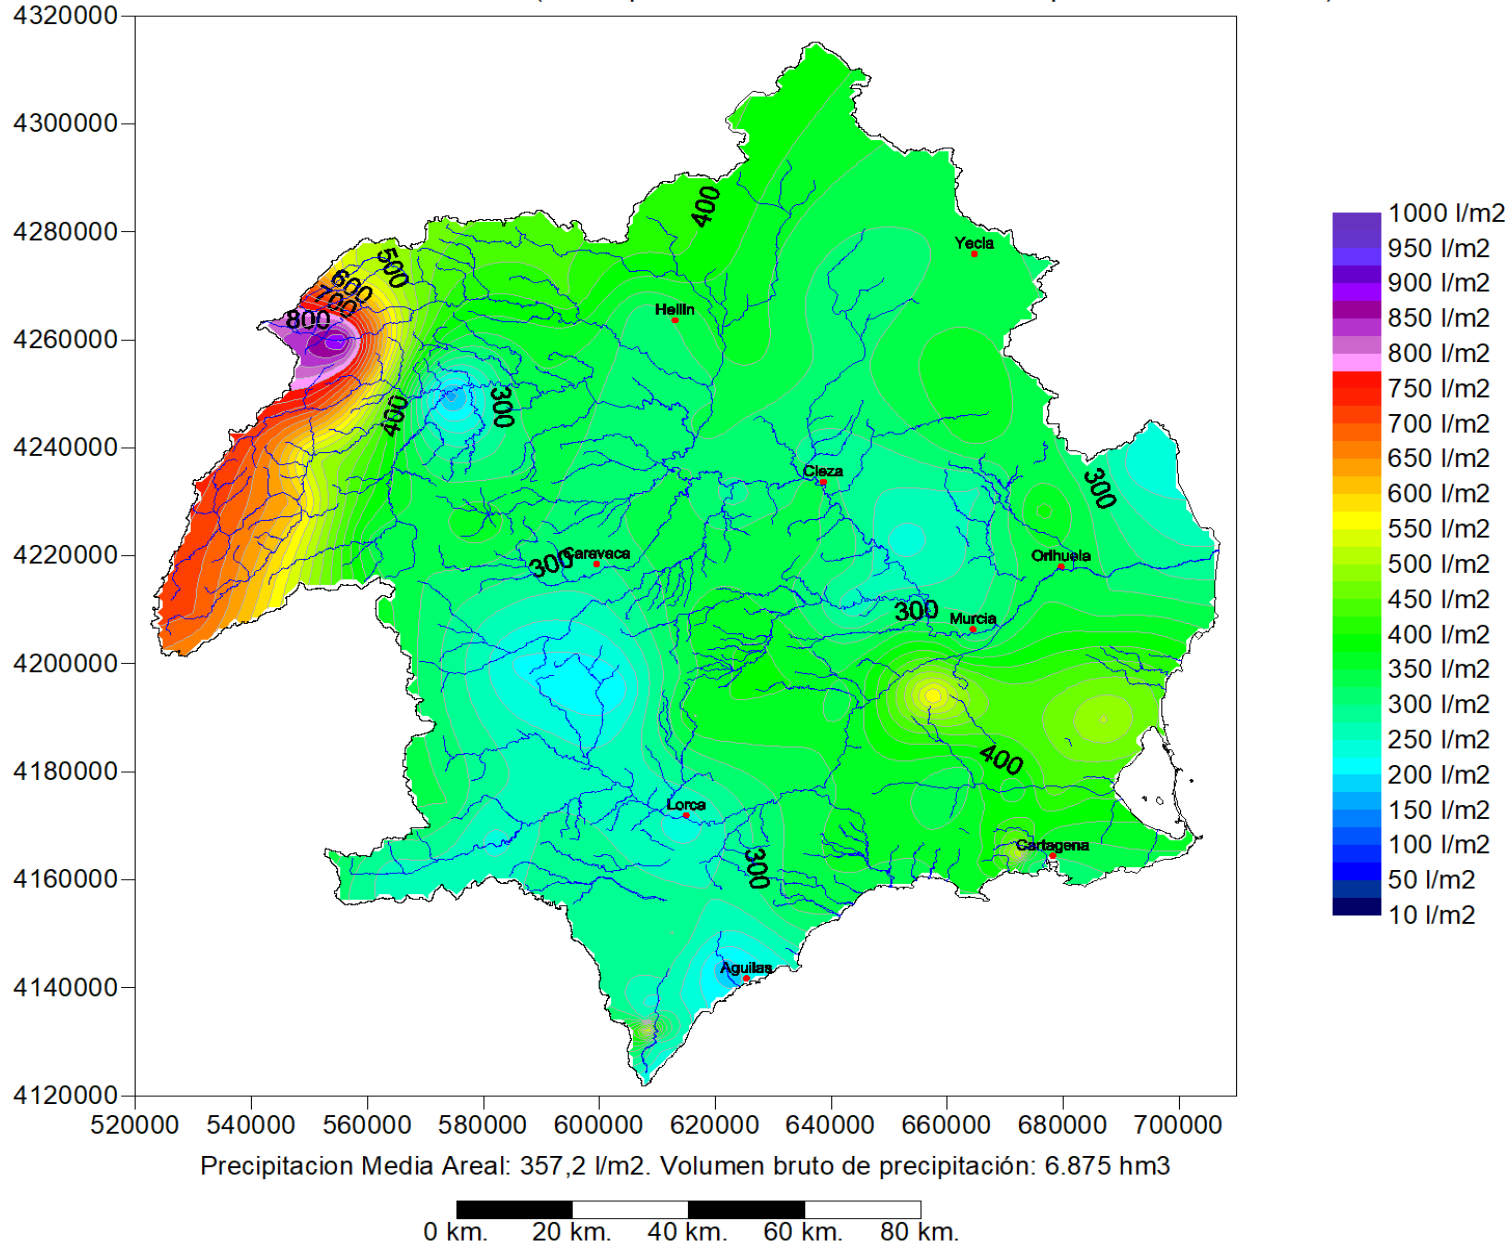 4320000
4300000
4280000
4260000
4240000
4220000
4200000
4180000
4160000
4140000
4120000
520000 540000 560000 580000 600000 620000 640000 660000 680000 700000
400
500
600
700
800
Yecla
Hellin
400
300
300
Cieza
300
Caravaca
Orihuela
300
Murcia
400
Lorca
300
Cartagena
Aguilas
1000 l/m2
950 l/m2
900 l/m2
850 l/m2
800 l/m2
750 l/m2
700 l/m2
650 l/m2
600 l/m2
550 l/m2
500 l/m2
450 l/m2
400 l/m2
350 l/m2
300 l/m2
250 l/m2
200 l/m2
150 l/m2
100 l/m2
50 l/m2
10 l/m2
Precipitacion Media Areal: 357,2 l/m2. Volumen bruto de precipitación: 6.875 hm3
0 km. 20 km. 40 km. 60 km. 80 km.